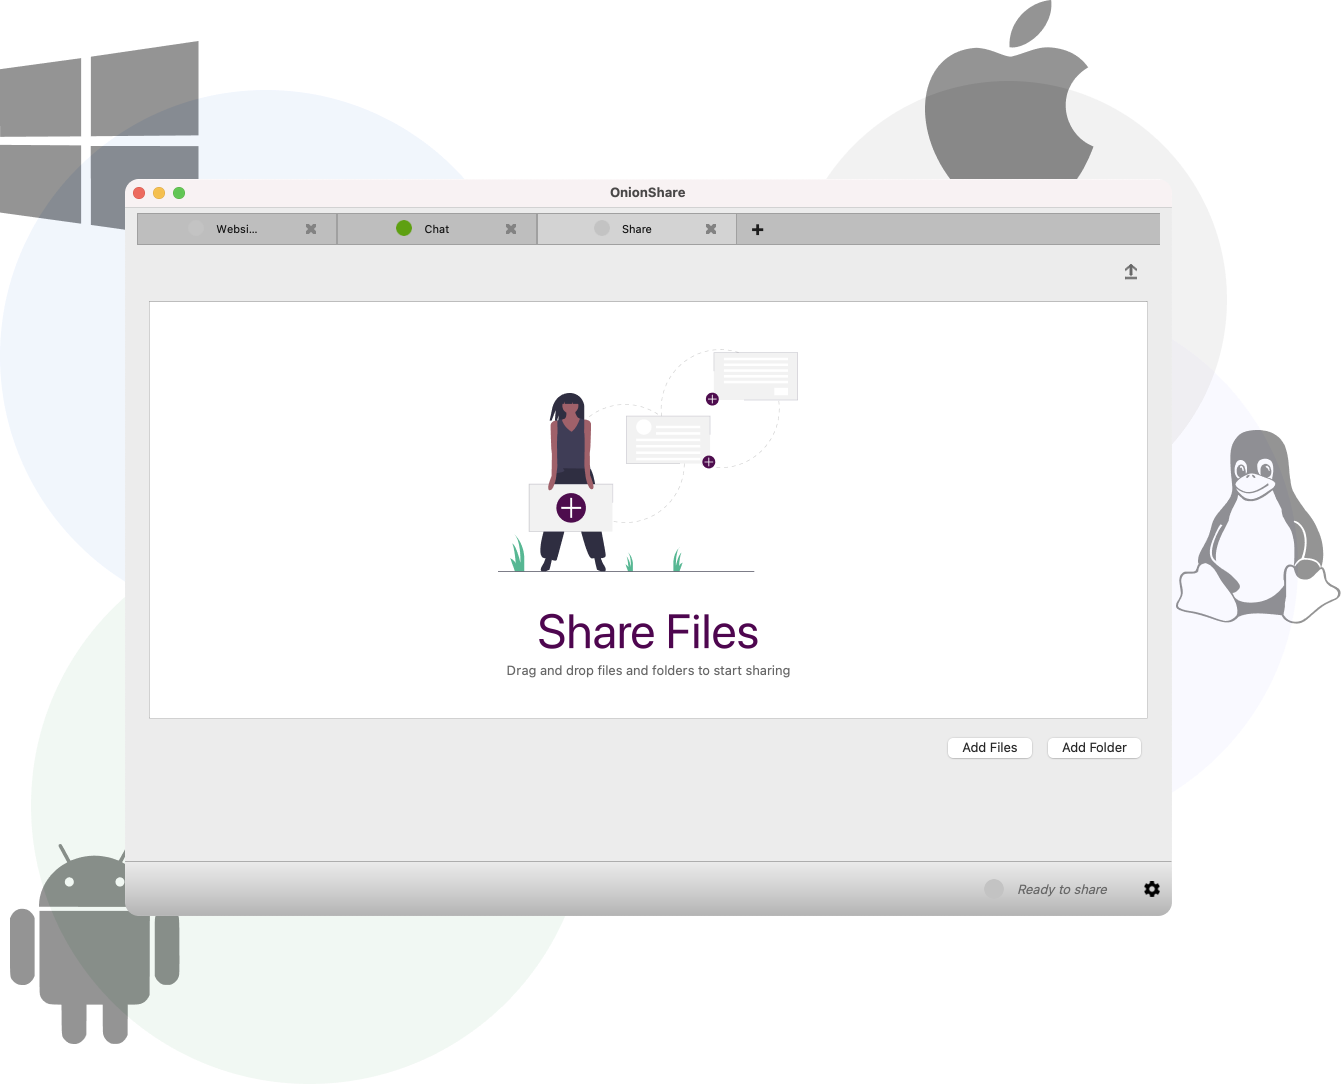 OnionShare
Websi...
Chat
Share
Share Files
Drag and drop files and folders to start sharing
Add Files
Add Folder
Ready to share